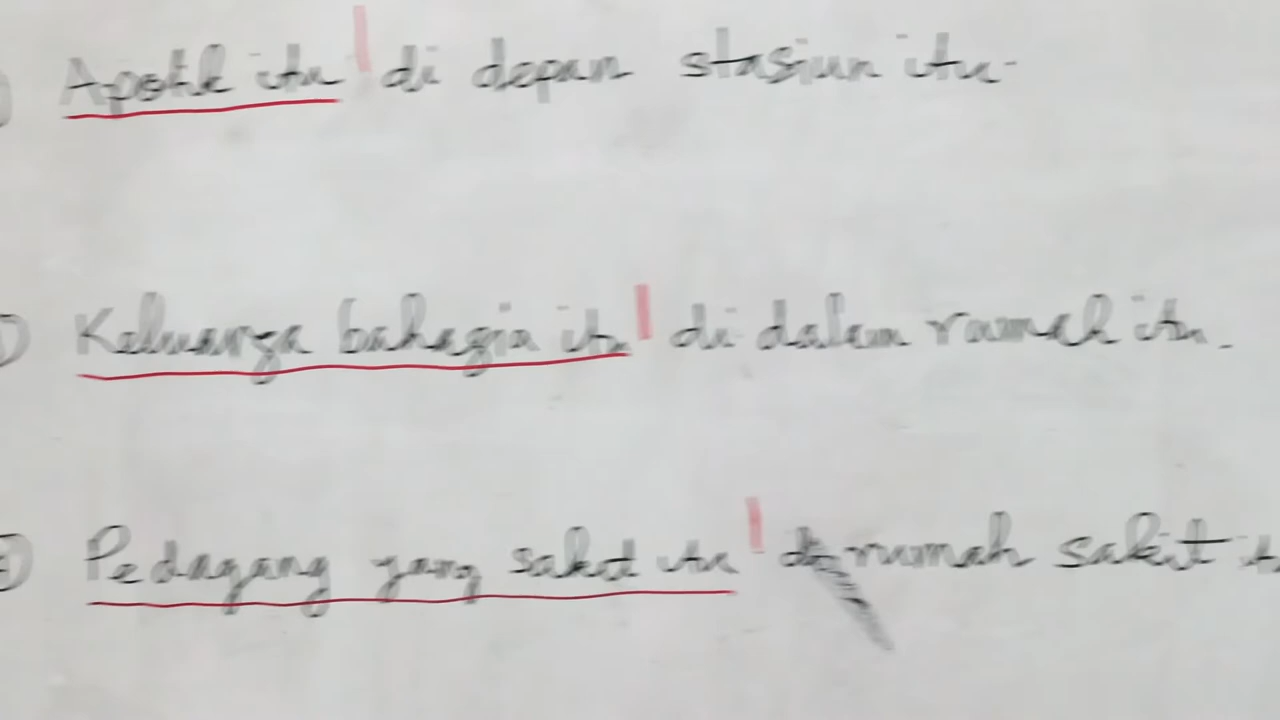 Apotik itu di depan stasiun itu.
Keluarga bahagia itu di dalam rumah itu.
Pedagang yang sakit itu di rumah sakit